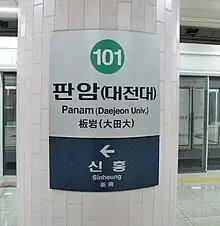 101
판암(대전대)
Panam(Daejeon Univ.)
板岩(大田大)
←
신흥
Sinheung
新興